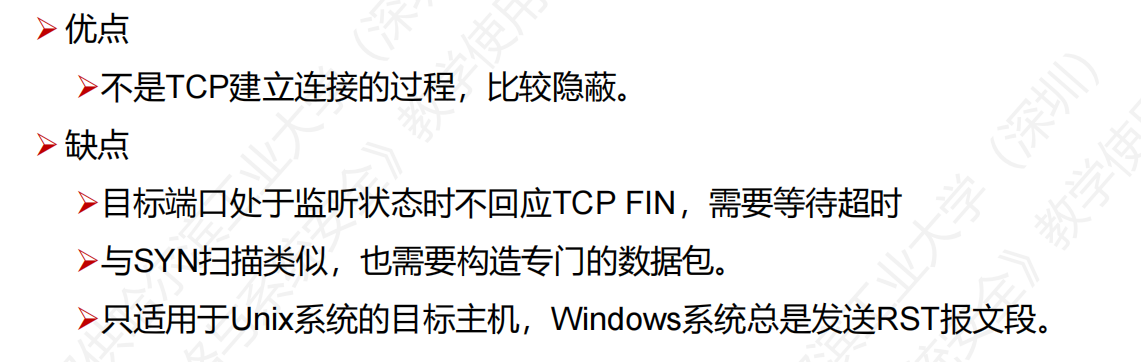 优点
不是TCP建立连接的过程，比较隐蔽。
缺点
目标端口处于监听状态时不回应TCP FIN，需要等待超时
与SYN扫描类似，也需要构造专门的数据包。
只适用于Unix系统的目标主机，Windows系统总是发送RST报文段。